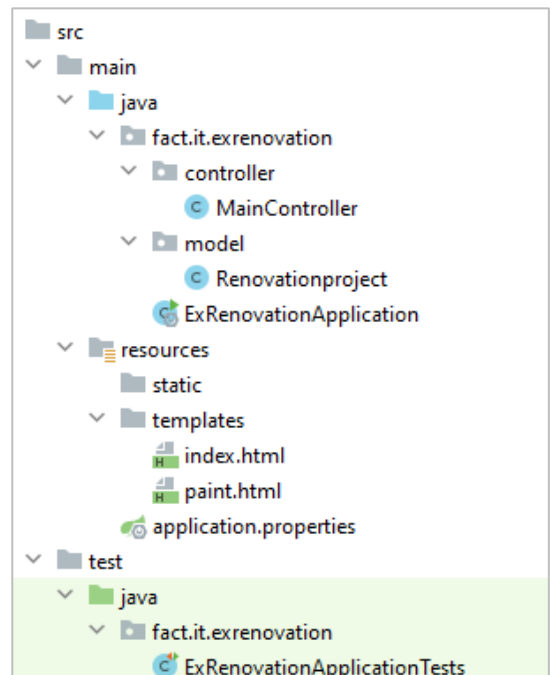 src
main
java
fact.it.exrenovation
controller
C MainController
model
C Renovationproject
ExRenovationApplication
resources
static
templates
H index.html
H paint.html
application.properties
test
java
fact.it.exrenovation
C ExRenovationApplicationTests